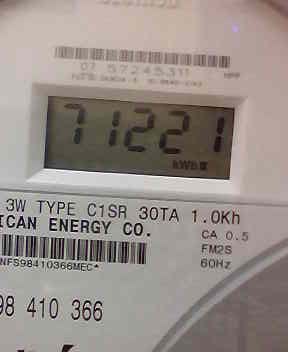 07 57245311
71221
kWh
3W TYPE C1SR 30TA 1.0Kh
ICAN ENERGY CO.
CA 0.5
FM2S
NFS98410366MEC*
60Hz
98 410 366